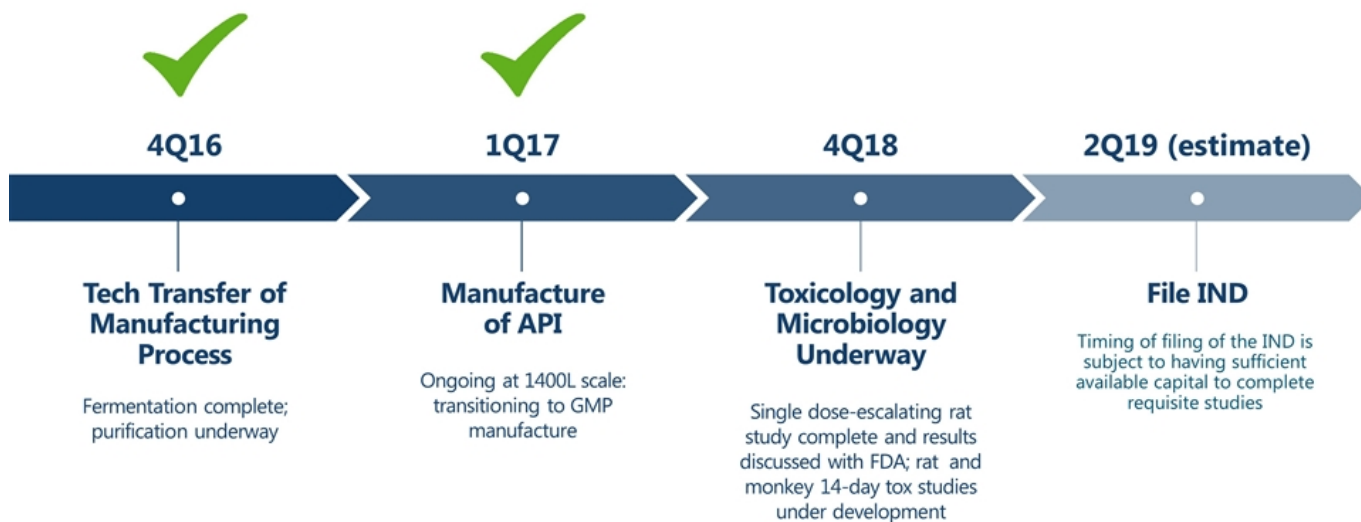 4Q16
1Q17
4Q18
2Q19 (estimate)
Tech Transfer of
Manufacturing
Process
Fermentation complete;
purification underway
Manufacture
of API
Ongoing at 1400L scale:
transitioning to GMP
manufacture
Toxicology and
Microbiology
Underway
Single dose-escalating rat
study complete and results
discussed with FDA; rat and
monkey 14-day tox studies
under development
File IND
Timing of filing of the IND is
subject to having sufficient
available capital to complete
requisite studies